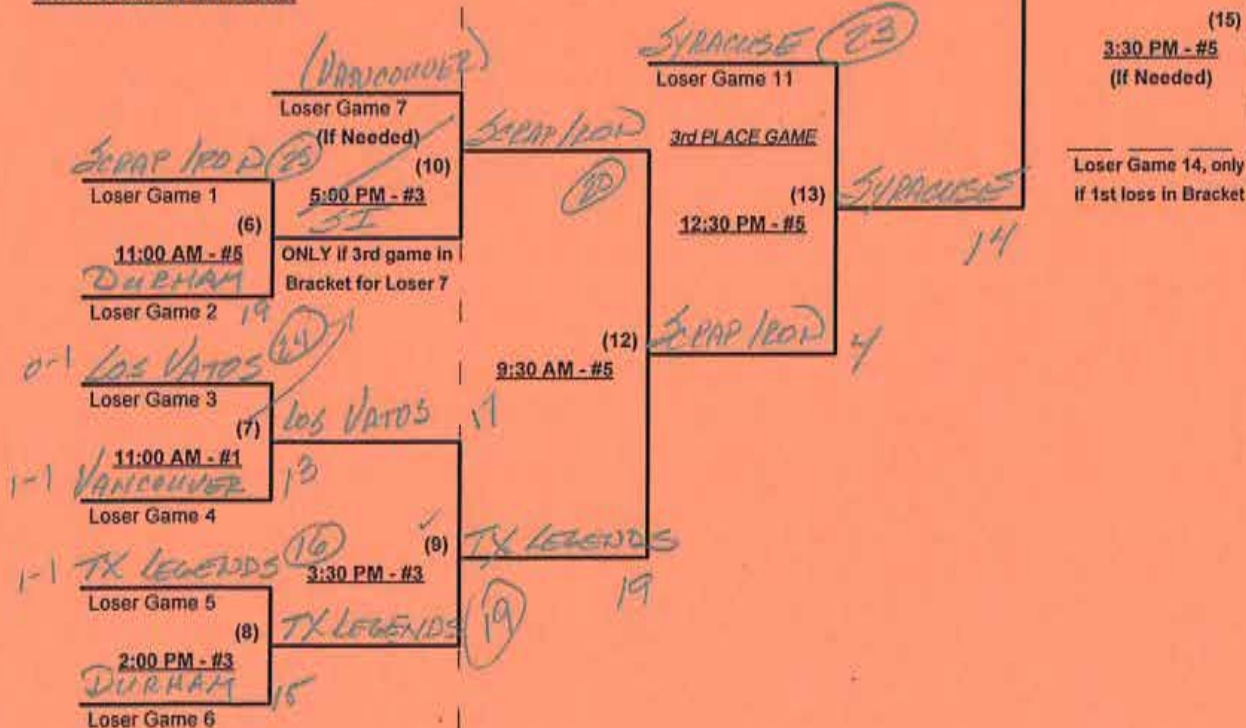 (VANCOUVER)
Loser Game 7
(If Needed)
(10)
5:00 PM - #3
SI
ONLY if 3rd game in
Bracket for Loser 7
SCRAP IRON 25
Loser Game 1
(6)
11:00 AM - #5
DURHAM
19
Loser Game 2
0-1 LOS VATOS
Loser Game 3
(7)
11:00 AM - #1
1-1 VANCOUVER 13
Loser Game 4
1-1 TX LEGENDS 16
Loser Game 5
(8)
2:00 PM - #3
DURHAM 15
Loser Game 6
LOS VATOS 17
(9)
3:30 PM - #3
TX LEGENDS 19
SCRAP IRON
20
(12)
9:30 AM - #5
TX LEGENDS
19
SYRACUSE 23
Loser Game 11
3rd PLACE GAME
(13)
12:30 PM - #5
SCRAP IRON 4
SYRACUSE
14
(15)
3:30 PM - #5
(If Needed)
Loser Game 14, only
if 1st loss in Bracket